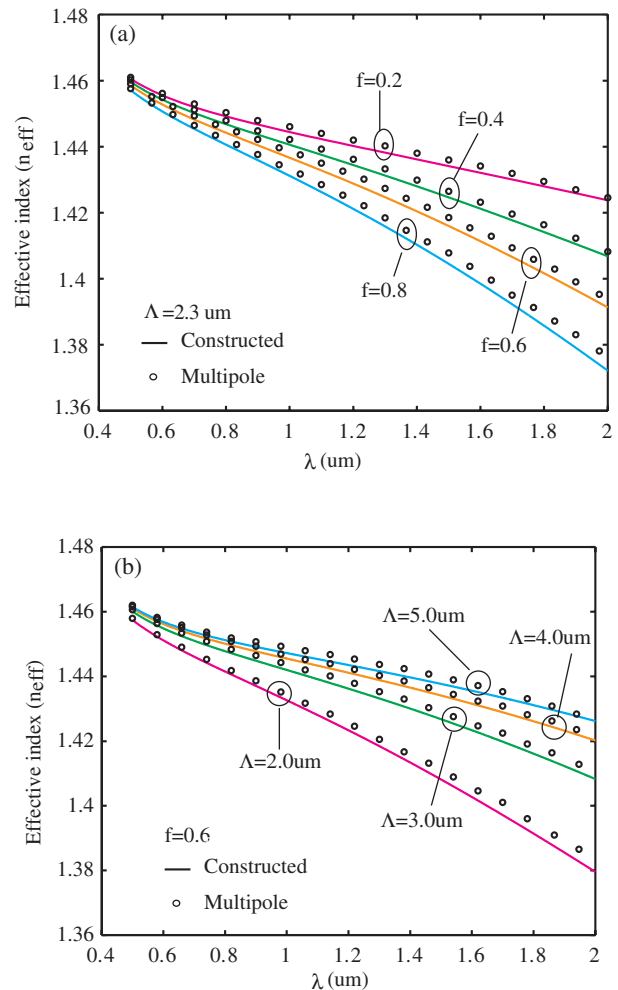 (a)
1.48
1.46
1.44
1.42
1.4
1.38
1.36
Effective index (n eff)
f=0.2
f=0.4
f=0.8
f=0.6
Λ=2.3 um
Constructed
Multipole
0.4 0.6 0.8 1 1.2 1.4 1.6 1.8 2
λ (um)
(b)
1.48
1.46
1.44
1.42
1.4
1.38
1.36
Effective index (neff)
Λ=5.0um
Λ=4.0um
Λ=2.0um
Λ=3.0um
f=0.6
Constructed
Multipole
0.4 0.6 0.8 1 1.2 1.4 1.6 1.8 2
λ (um)